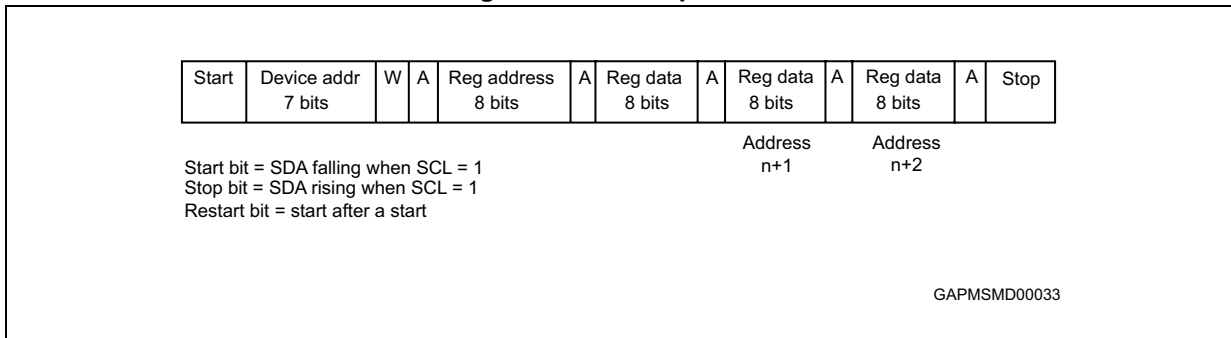 Start Device addr W A Reg address A Reg data A Reg data A Reg data A Stop
7 bits 8 bits 8 bits 8 bits 8 bits
Address Address
n+1 n+2
Start bit = SDA falling when SCL = 1
Stop bit = SDA rising when SCL = 1
Restart bit = start after a start
GAPMSMD00033